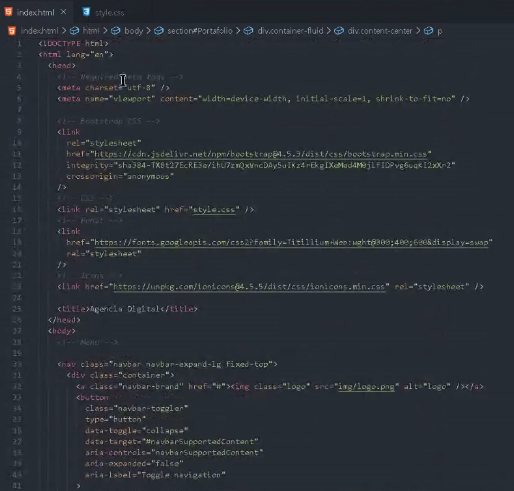 index.html × style.css
index.html > html > body > section#Portafolio > div.container-fluid > div.content-center > p
1 <!DOCTYPE html>
2 <html lang="en">
3 <head>
4 <!-- Required meta tags -->
5 <meta charset="utf-8" />
6 <meta name="viewport" content="width=device-width, initial-scale=1, shrink-to-fit=no" />
7
8 <!-- Bootstrap CSS -->
9 <link
10 rel="stylesheet"
11 href="https://cdn.jsdelivr.net/npm/bootstrap@4.5.3/dist/css/bootstrap.min.css"
12 integrity=
13 crossorigin="anonymous"
14 />
15 <!-- CSS -->
16 <link rel="stylesheet" href="style.css" />
17 <!-- Fonts -->
18 <link
19 href="https://fonts.googleapis.com/css2?family=Titillium+Web:wght@300;400;600&display=swap"
20 rel="stylesheet"
21 />
22 <!-- Icons -->
23 <link href="https://unpkg.com/ionicons@4.5.5/dist/css/ionicons.min.css" rel="stylesheet" />
24
25 <title>Agencia Digital</title>
26 </head>
27 <body>
28 <!-- Menu -->
29
30 <nav class="navbar navbar-expand-lg fixed-top">
31 <div class="container">
32 <a class="navbar-brand" href="#"><img class="logo" src="img/logo.png" alt="logo" /></a>
33 <button
34 class="navbar-toggler"
35 type="button"
36 data-toggle="collapse"
37 data-target="#navbarSupportedContent"
38 aria-controls="navbarSupportedContent"
39 aria-expanded="false"
40 aria-label="Toggle navigation"
41 >